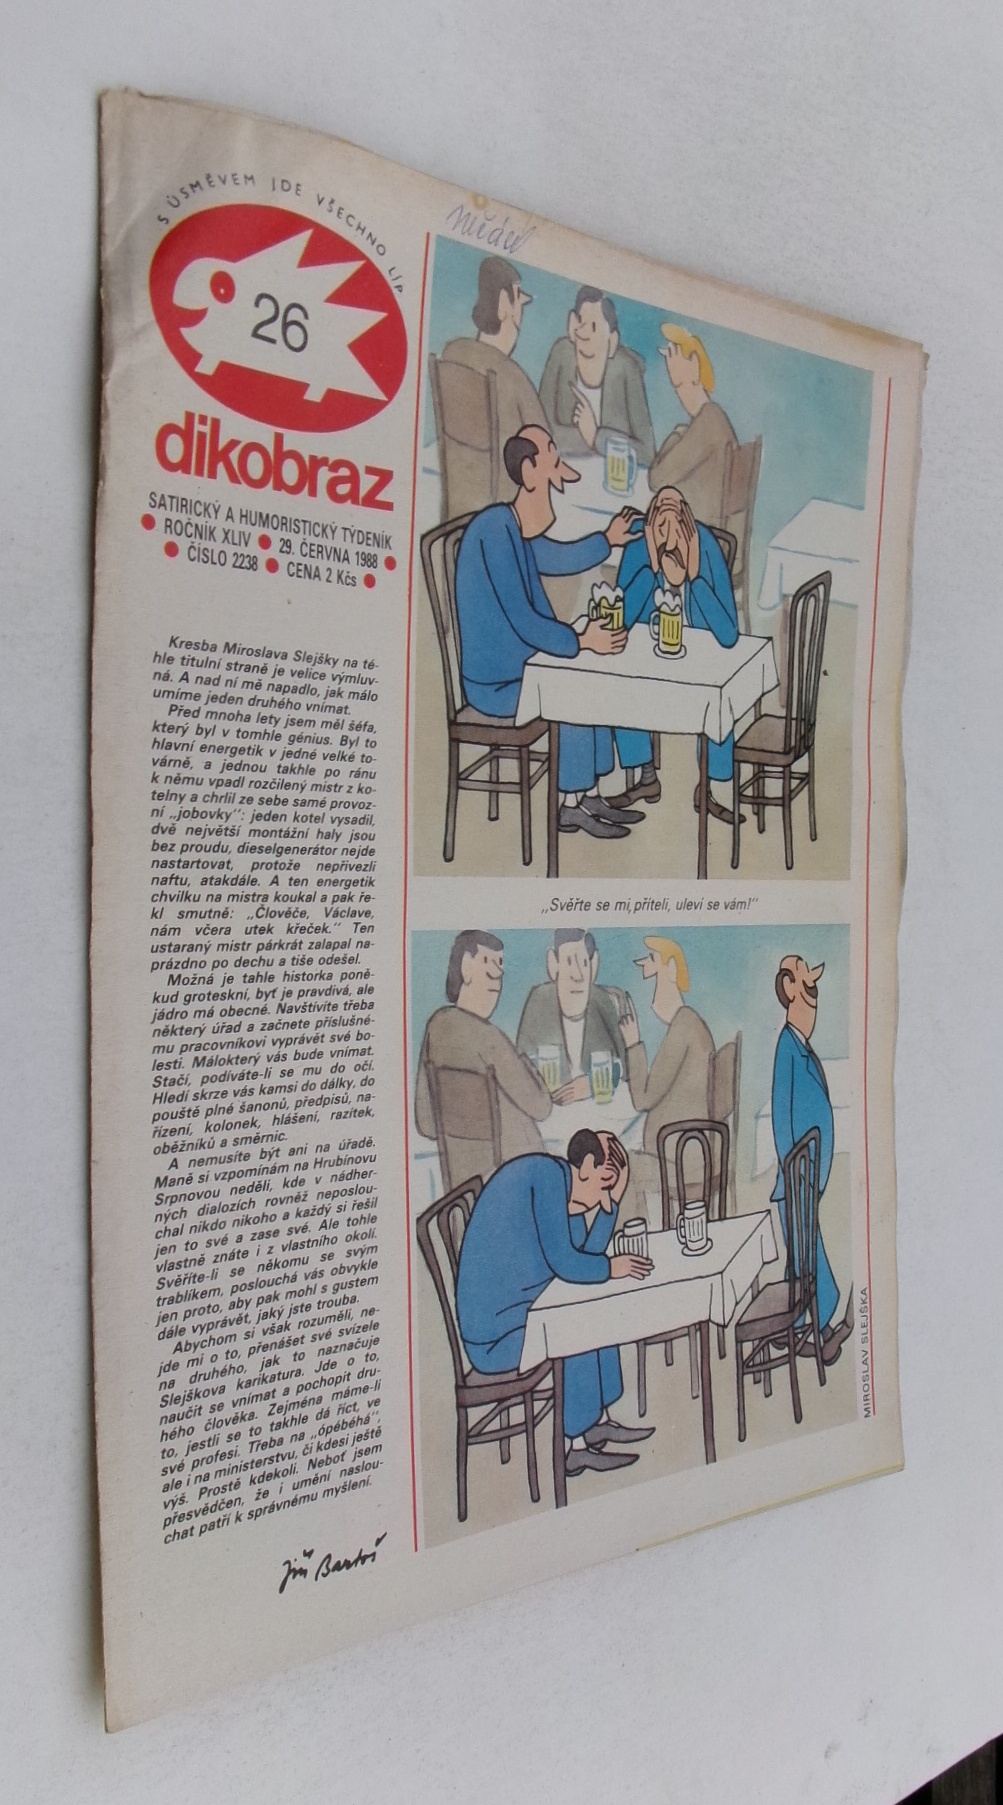 S ÚSMĚVEM JDE VŠECHNO LÍP
26
dikobraz
SATIRICKÝ A HUMORISTICKÝ TÝDENÍK
● ROČNÍK XLIV ● 29. ČERVNA 1988 ●
● ČÍSLO 2238 ● CENA 2 Kčs ●
Kresba Miroslava Slejšky na té-
hle titulní straně je velice výmluv-
ná. A nad ní mě napadlo, jak málo
umíme jeden druhého vnímat.
Před mnoha lety jsem měl šéfa,
který byl v tomhle génius. Byl to
hlavní energetik v jedné velké to-
várně, a jednou takhle po ránu
k němu vpadl rozčilený mistr z ko-
telny a chrlil ze sebe samé provoz-
ní „jobovky": jeden kotel vysadil,
dvě největší montážní haly jsou
bez proudu, dieselgenerátor nejde
nastartovat, protože nepřivezli
naftu, atakdále. A ten energetik
chvilku na mistra koukal a pak ře-
kl smutně: „Člověče, Václave,
nám včera utek křeček." Ten
ustaraný mistr párkrát zalapal na-
prázdno po dechu a tiše odešel.
Možná je tahle historka poně-
kud groteskní, byť je pravdivá, ale
jádro má obecné. Navštívíte třeba
některý úřad a začnete příslušné-
mu pracovníkovi vyprávět své bo-
lesti. Málokterý vás bude vnímat.
Stačí, podíváte-li se mu do očí.
Hledí skrze vás kamsi do dálky, do
pouště plné šanonů, předpisů, na-
řízení, kolonek, hlášení, razítek,
oběžníků a směrnic.
A nemusíte být ani na úřadě.
Maně si vzpomínám na Hrubínovu
Srpnovou neděli, kde v nádher-
ných dialozích rovněž neposlou-
chal nikdo nikoho a každý si řešil
jen to své a zase své. Ale tohle
vlastně znáte i z vlastního okolí.
Svěříte-li se někomu se svým
trablíkem, poslouchá vás obvykle
jen proto, aby pak mohl s gustem
dále vyprávět, jaký jste trouba.
Abychom si však rozuměli, ne-
jde mi o to, přenášet své svízele
na druhého, jak to naznačuje
Slejškova karikatura. Jde o to,
naučit se vnímat a pochopit dru-
hého člověka. Zejména máme-li
to, jestli se to takhle dá říct, ve
své profesi. Třeba na „ópébéhá",
ale i na ministerstvu, či kdesi ještě
výš. Prostě kdekoli. Neboť jsem
přesvědčen, že i umění naslou-
chat patří k správnému myšlení.
Jiří Bartoš
„Svěřte se mi, příteli, uleví se vám!"
MIROSLAV SLEJŠKA